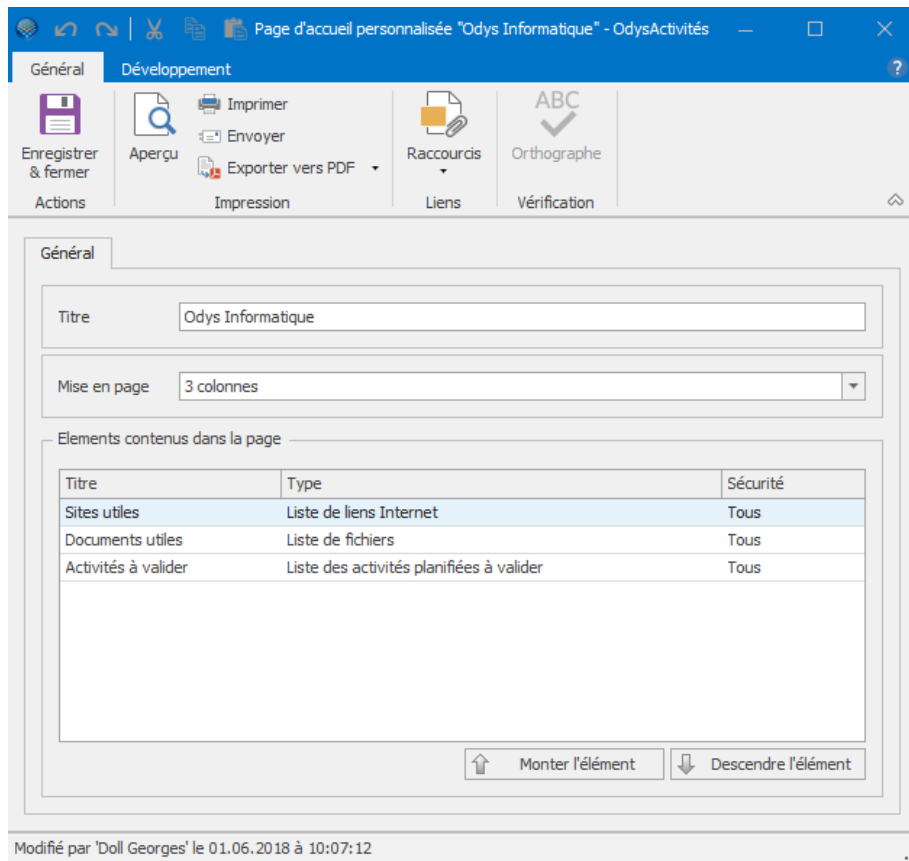 Page d'accueil personnalisée "Odys Informatique" - OdysActivités
Général Développement ?
Enregistrer & fermer
Aperçu
Imprimer
Envoyer
Exporter vers PDF
Raccourcis
ABC
Orthographe
Actions Impression Liens Vérification
Général
Titre Odys Informatique
Mise en page 3 colonnes
Elements contenus dans la page
Titre Type Sécurité
Sites utiles Liste de liens Internet Tous
Documents utiles Liste de fichiers Tous
Activités à valider Liste des activités planifiées à valider Tous
Monter l'élément Descendre l'élément
Modifié par 'Doll Georges' le 01.06.2018 à 10:07:12